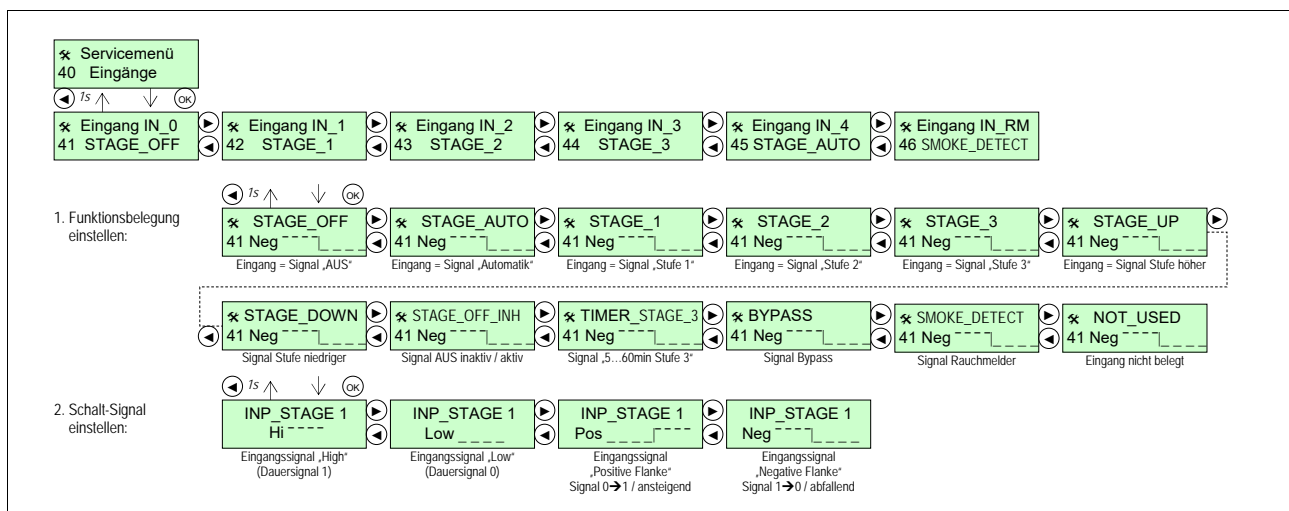 Servicemenü
40 Eingänge
1s OK
Eingang IN_0
41 STAGE_OFF
Eingang IN_1
42 STAGE_1
Eingang IN_2
43 STAGE_2
Eingang IN_3
44 STAGE_3
Eingang IN_4
45 STAGE_AUTO
Eingang IN_RM
46 SMOKE_DETECT
1s OK
1. Funktionsbelegung
einstellen:
STAGE_OFF
41 Neg
Eingang = Signal „AUS“
STAGE_AUTO
41 Neg
Eingang = Signal „Automatik“
STAGE_1
41 Neg
Eingang = Signal „Stufe 1“
STAGE_2
41 Neg
Eingang = Signal „Stufe 2“
STAGE_3
41 Neg
Eingang = Signal „Stufe 3“
STAGE_UP
41 Neg
Eingang = Signal Stufe höher
STAGE_DOWN
41 Neg
Signal Stufe niedriger
STAGE_OFF_INH
41 Neg
Signal AUS inaktiv / aktiv
TIMER_STAGE_3
41 Neg
Signal „5…60min Stufe 3“
BYPASS
41 Neg
Signal Bypass
SMOKE_DETECT
41 Neg
Signal Rauchmelder
NOT_USED
41 Neg
Eingang nicht belegt
1s OK
2. Schalt-Signal
einstellen:
INP_STAGE 1
Hi
Eingangssignal „High“
(Dauersignal 1)
INP_STAGE 1
Low
Eingangssignal „Low“
(Dauersignal 0)
INP_STAGE 1
Pos
Eingangssignal
„Positive Flanke“
Signal 0➔1 / ansteigend
INP_STAGE 1
Neg
Eingangssignal
„Negative Flanke“
Signal 1➔0 / abfallend